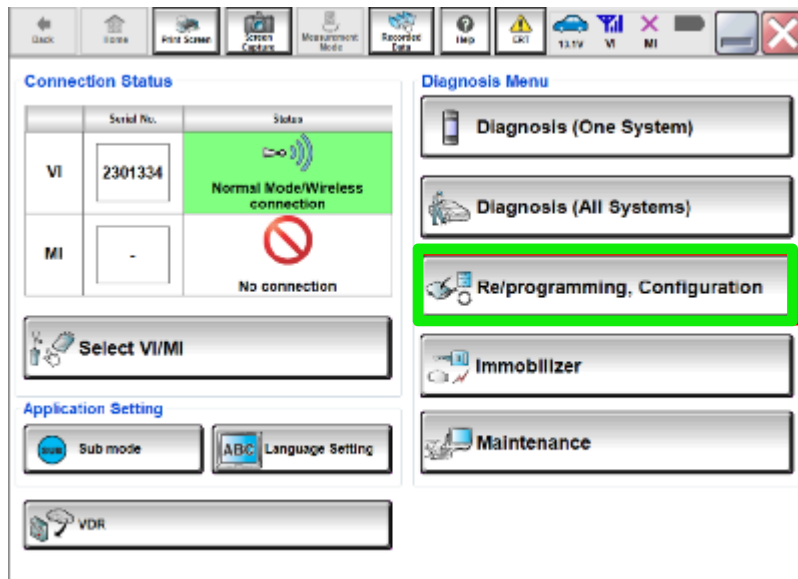 Back
Home
Print Screen
Screen Capture
Measurement Mode
Recorded Data
Help
ERT
13.1V
VI
MI
Connection Status
Serial No.
Status
VI
2301334
Normal Mode/Wireless
connection
MI
-
No connection
Select VI/MI
Application Setting
SUB
Sub mode
ABC
Language Setting
VDR
Diagnosis Menu
Diagnosis (One System)
Diagnosis (All Systems)
Re/programming, Configuration
Immobilizer
Maintenance